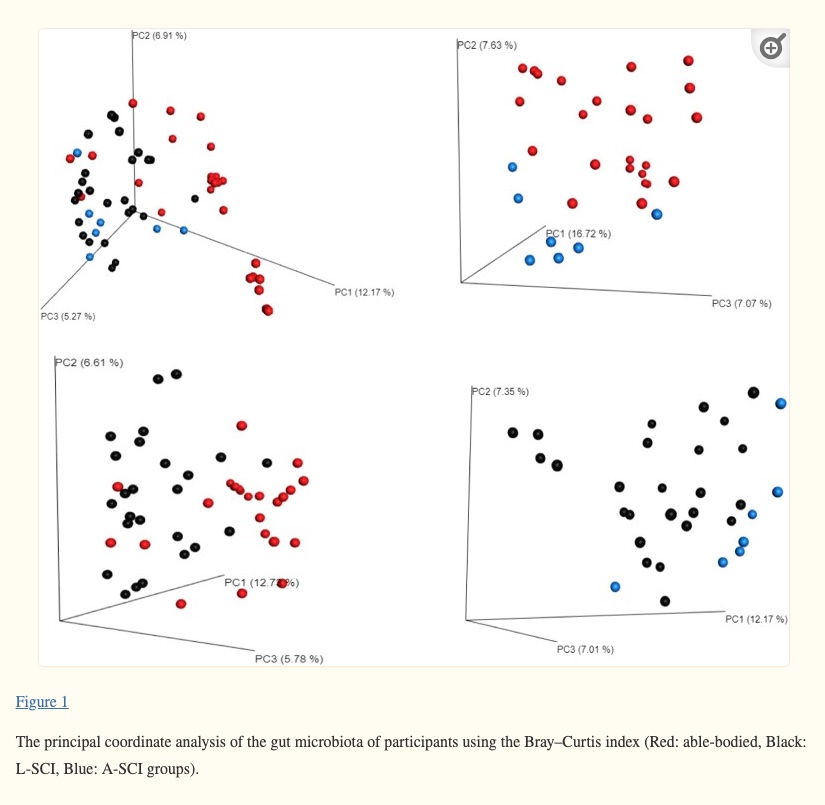 PC2 (6.91 %)
PC1 (12.17 %)
PC3 (5.27 %)
PC2 (7.63 %)
PC1 (16.72 %)
PC3 (7.07 %)
PC2 (6.61 %)
PC1 (12.73 %)
PC3 (5.78 %)
PC2 (7.35 %)
PC1 (12.17 %)
PC3 (7.01 %)
Figure 1
The principal coordinate analysis of the gut microbiota of participants using the Bray–Curtis index (Red: able-bodied, Black:
L-SCI, Blue: A-SCI groups).